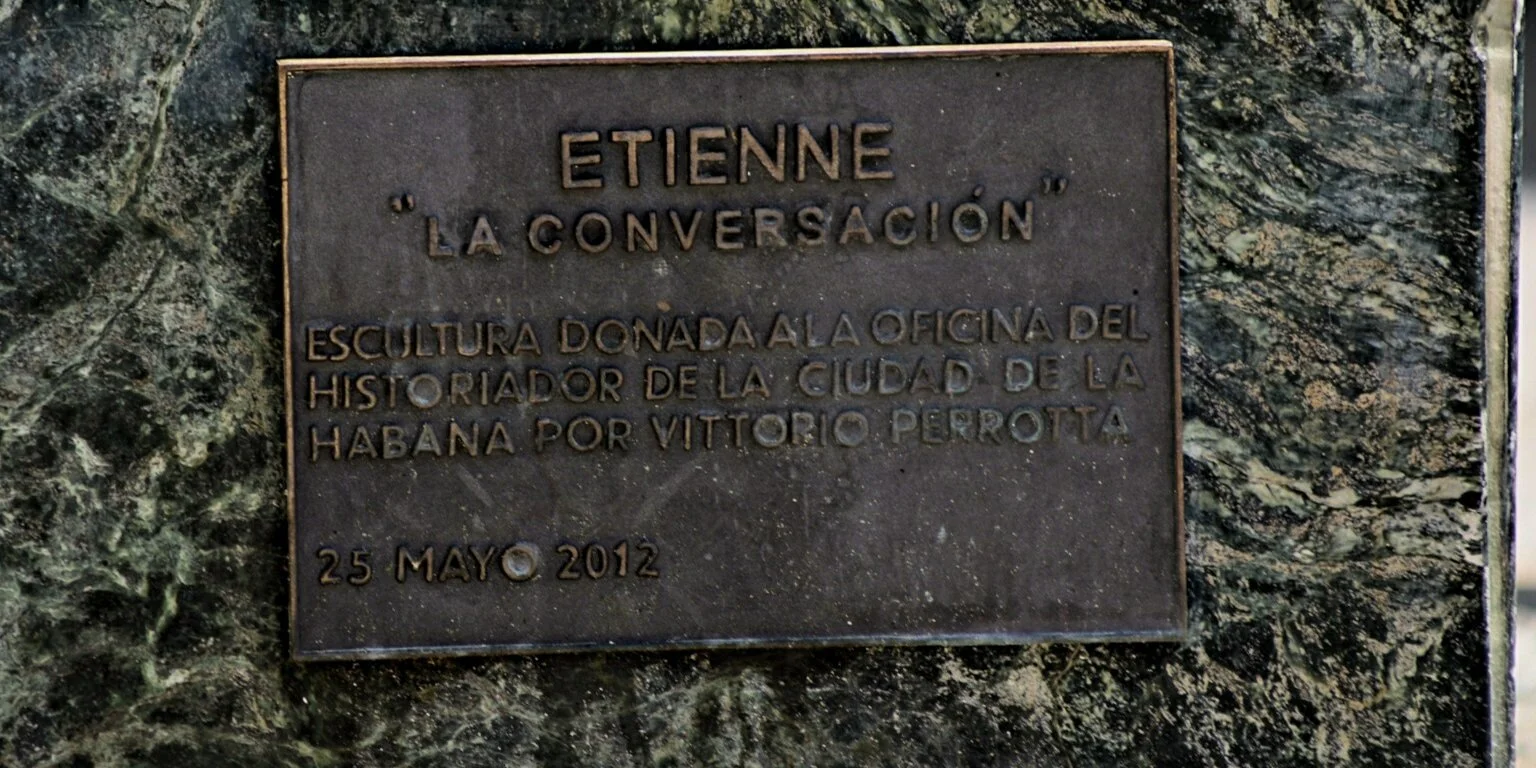 ETIENNE
"LA CONVERSACIÓN"
ESCULTURA DONADA A LA OFICINA DEL
HISTORIADOR DE LA CIUDAD DE LA
HABANA POR VITTORIO PERROTTA
25 MAYO 2012